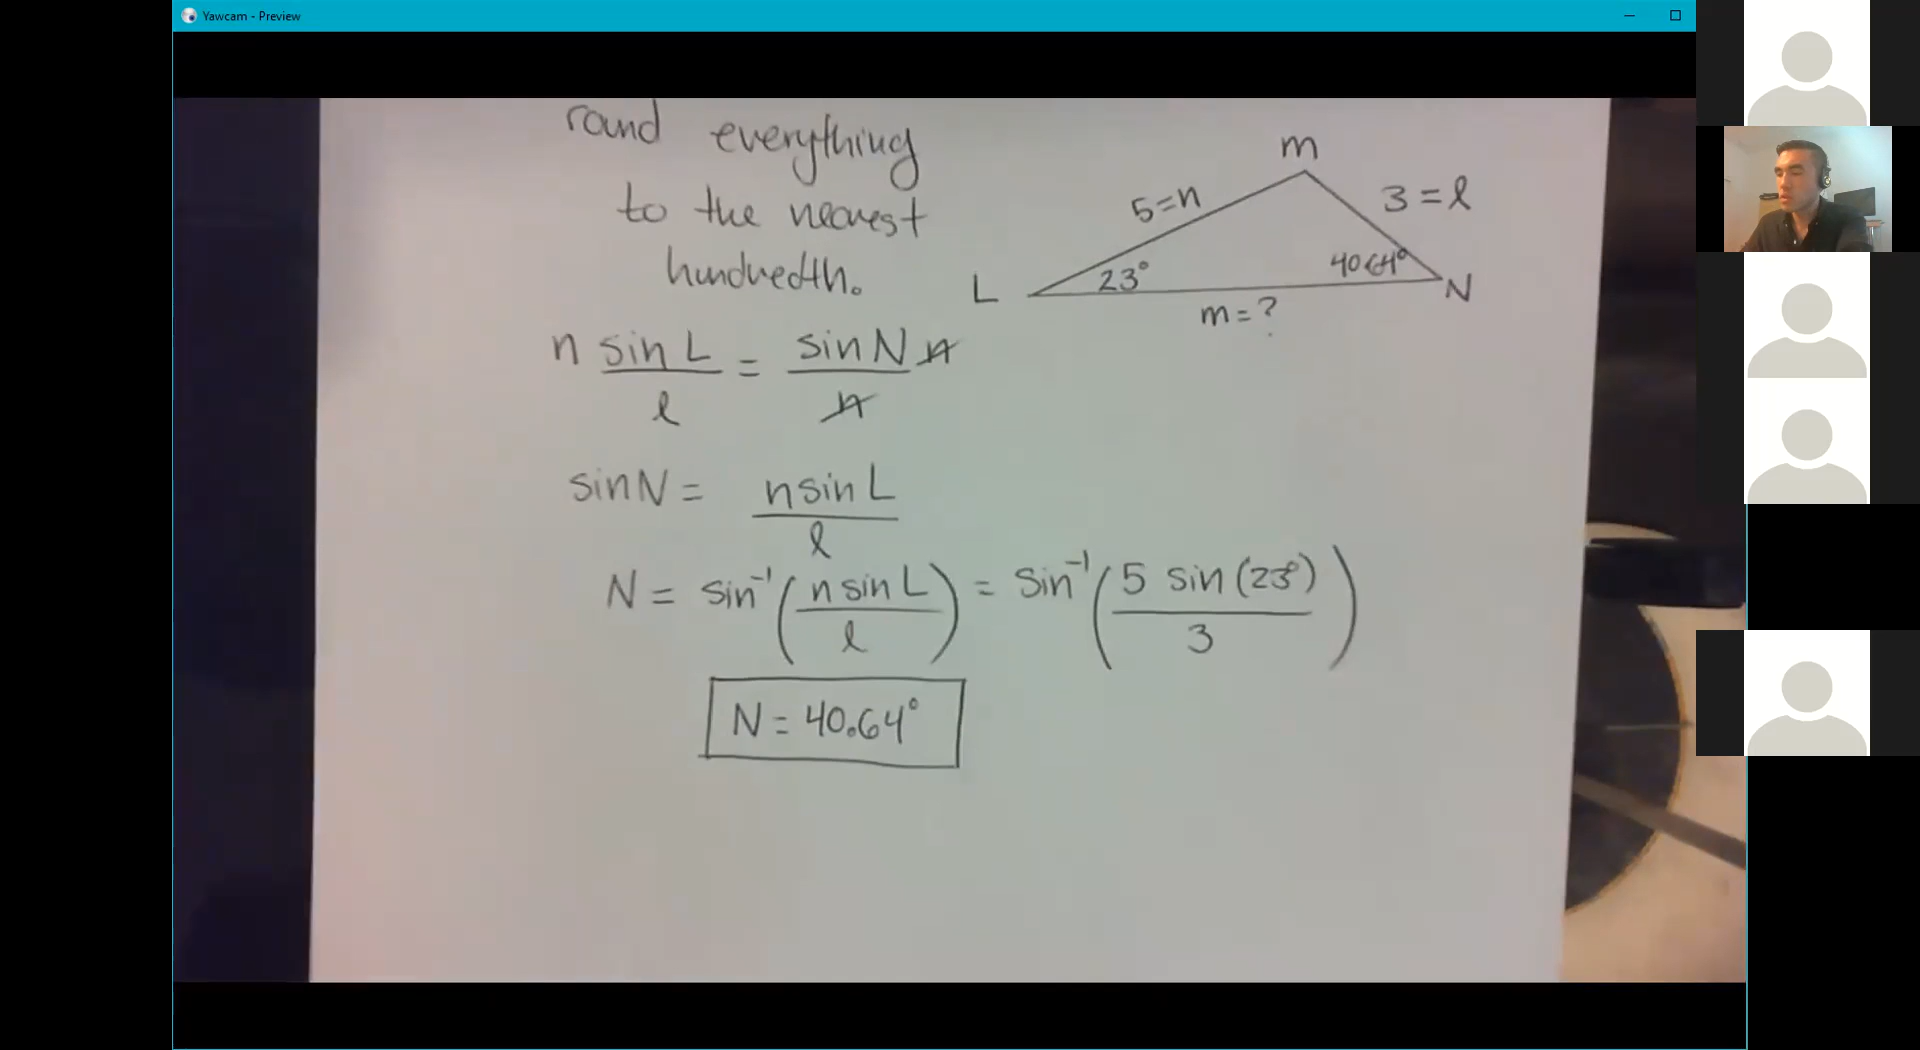 Yawcam - Preview
round everything
to the nearest
hundredth.
m
5=n
3=l
L
23°
40.64°
N
m=?
n sin L / l = sin N n / n
sin N = n sin L / l
N = sin⁻¹ ( n sin L / l ) = sin⁻¹ ( 5 sin (23°) / 3 )
N = 40.64°